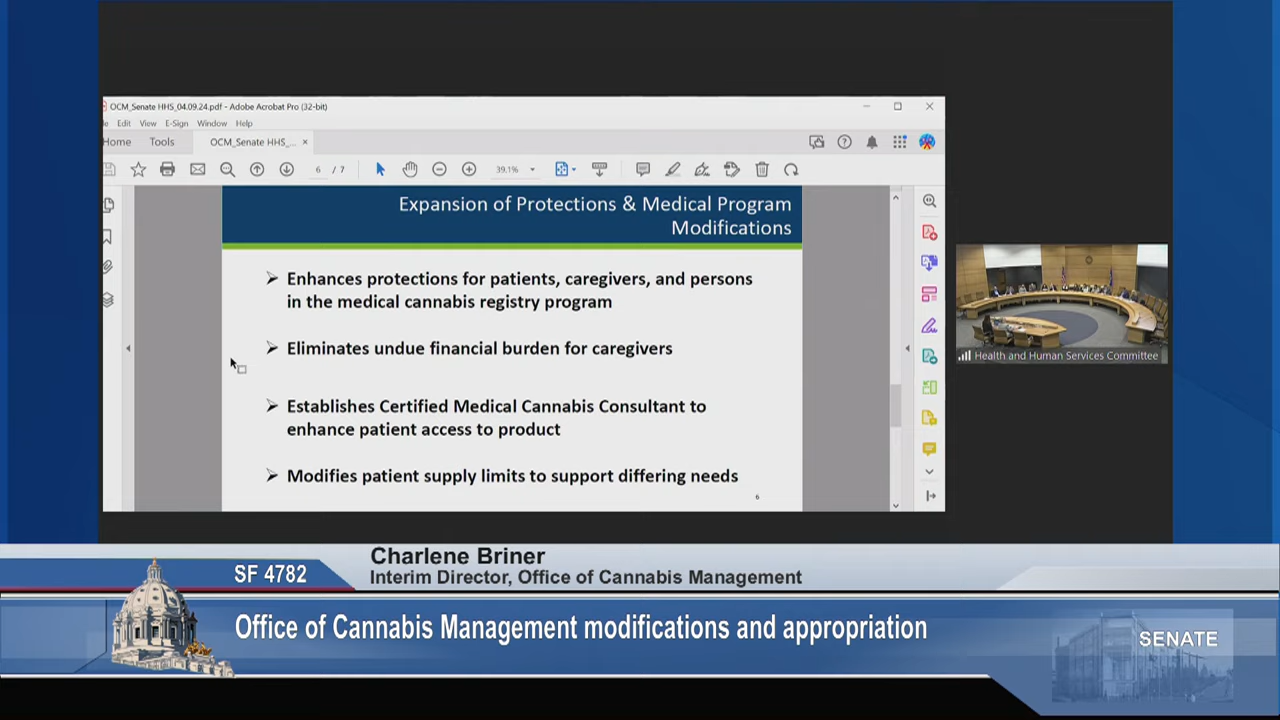 OCM_Senate HHS_04.09.24.pdf - Adobe Acrobat Pro (32-bit)
Edit View E-Sign Window Help
Home Tools OCM_Senate HHS_... ×
6 / 7 39.1%
Expansion of Protections & Medical Program
Modifications
➢ Enhances protections for patients, caregivers, and persons
in the medical cannabis registry program
➢ Eliminates undue financial burden for caregivers
➢ Establishes Certified Medical Cannabis Consultant to
enhance patient access to product
➢ Modifies patient supply limits to support differing needs
6
Health and Human Services Committee
Charlene Briner
SF 4782
Interim Director, Office of Cannabis Management
Office of Cannabis Management modifications and appropriation
SENATE